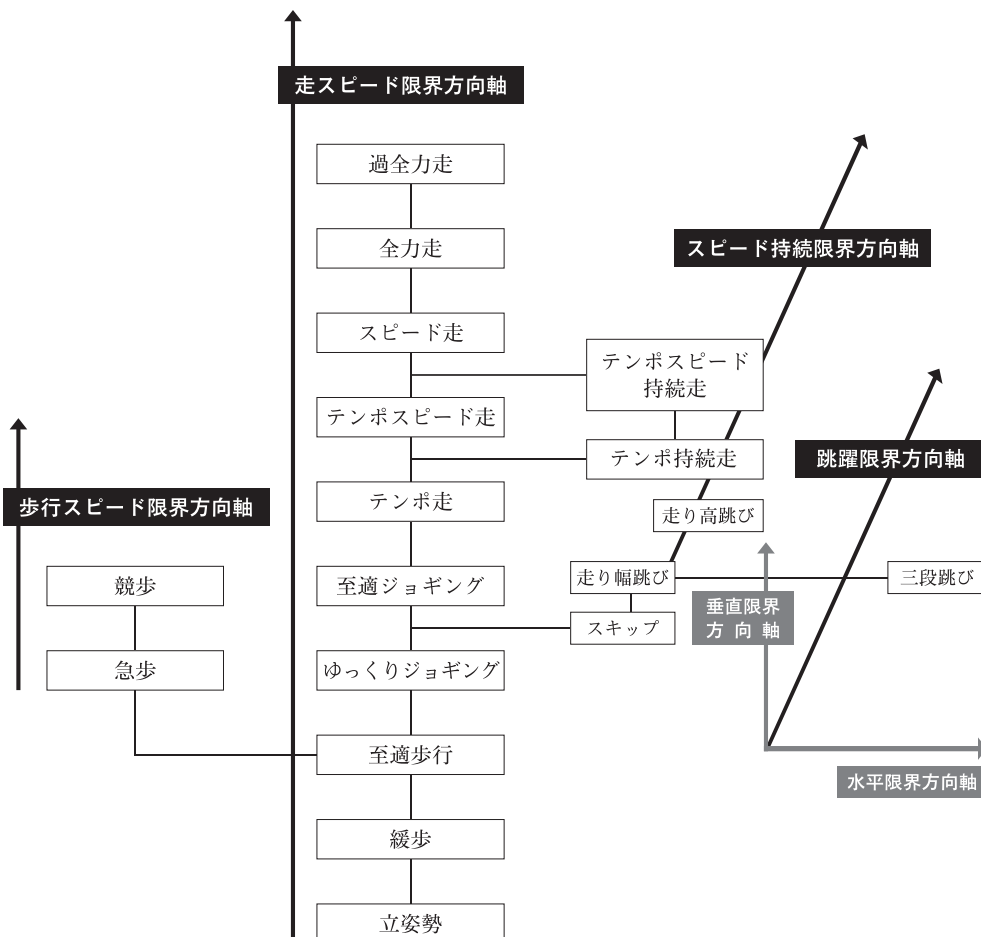 走スピード限界方向軸
過全力走
全力走
スピード持続限界方向軸
スピード走
テンポスピード
持続走
テンポスピード走
テンポ持続走
跳躍限界方向軸
歩行スピード限界方向軸
テンポ走
走り高跳び
競歩
至適ジョギング
走り幅跳び
三段跳び
垂直限界
方向軸
スキップ
急歩
ゆっくりジョギング
至適歩行
水平限界方向軸
緩歩
立姿勢